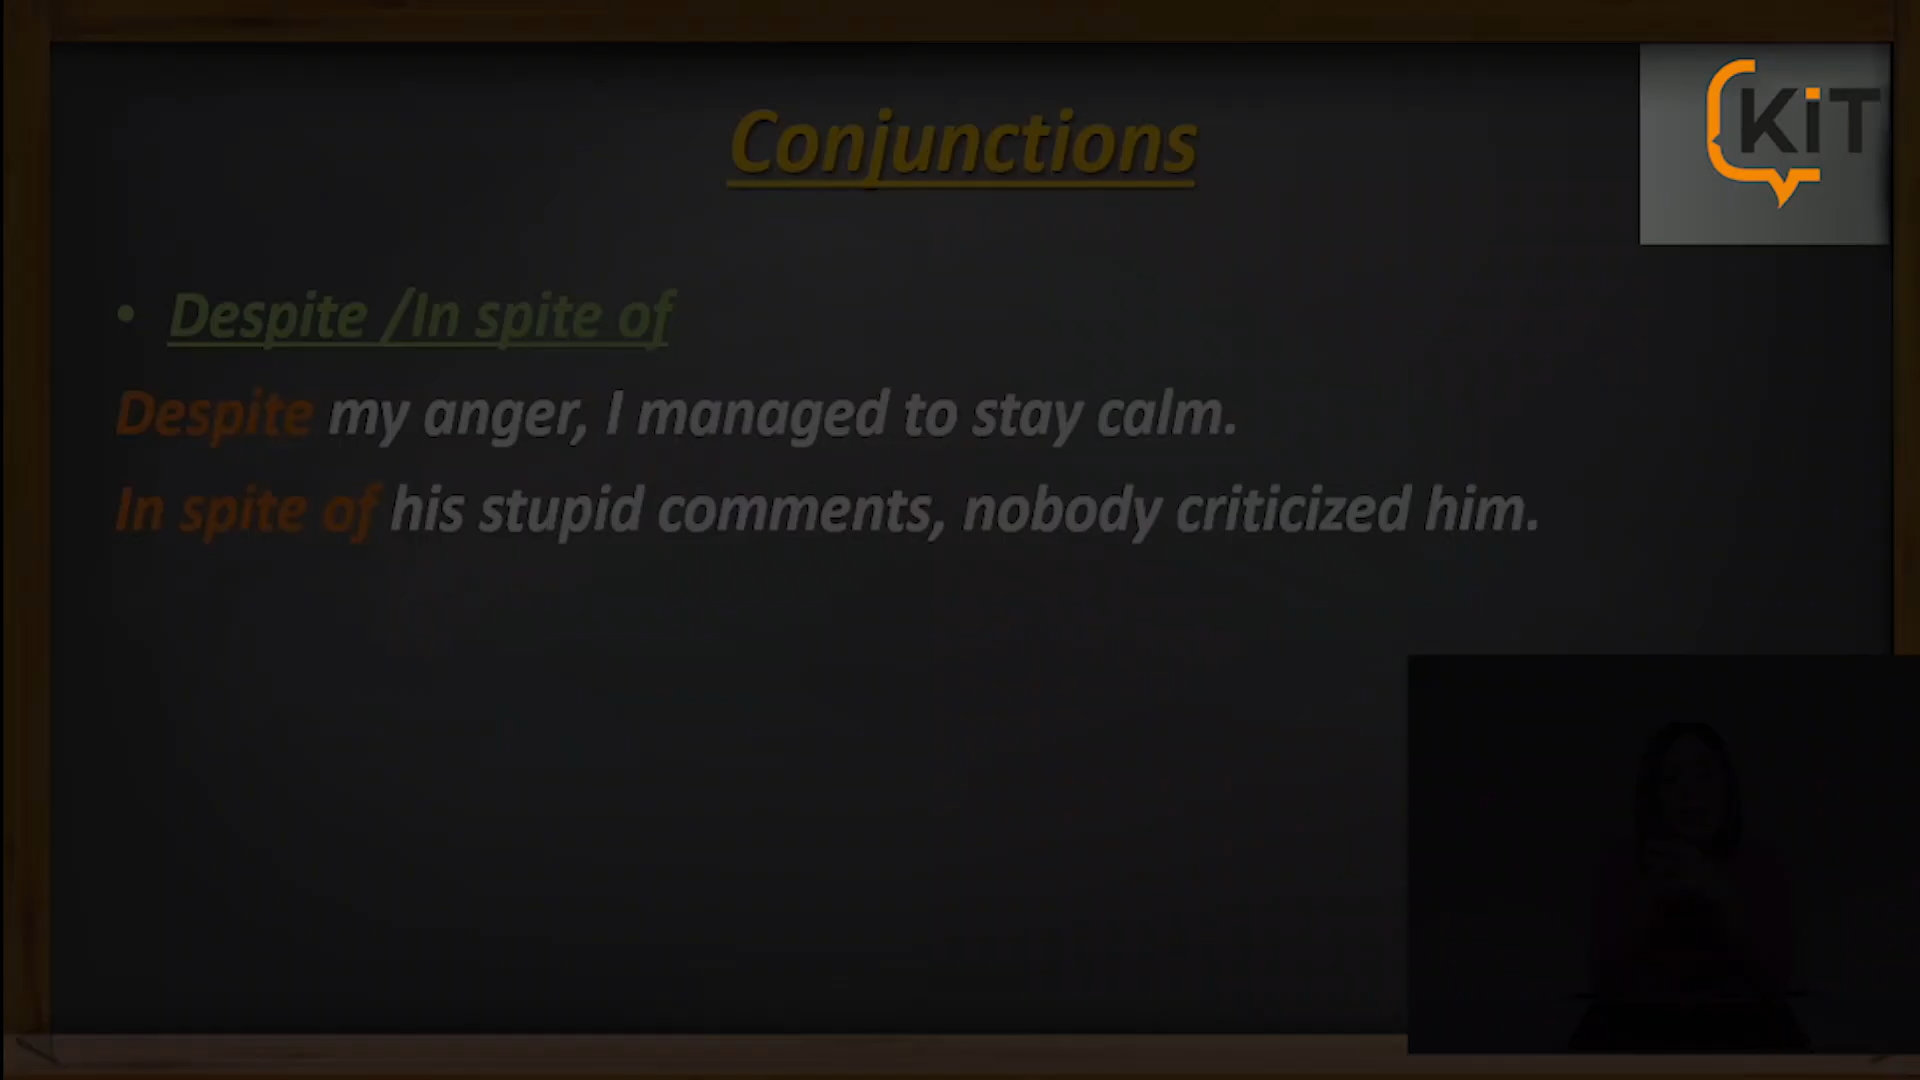 Conjunctions
KiT
• Despite /In spite of
Despite my anger, I managed to stay calm.
In spite of his stupid comments, nobody criticized him.